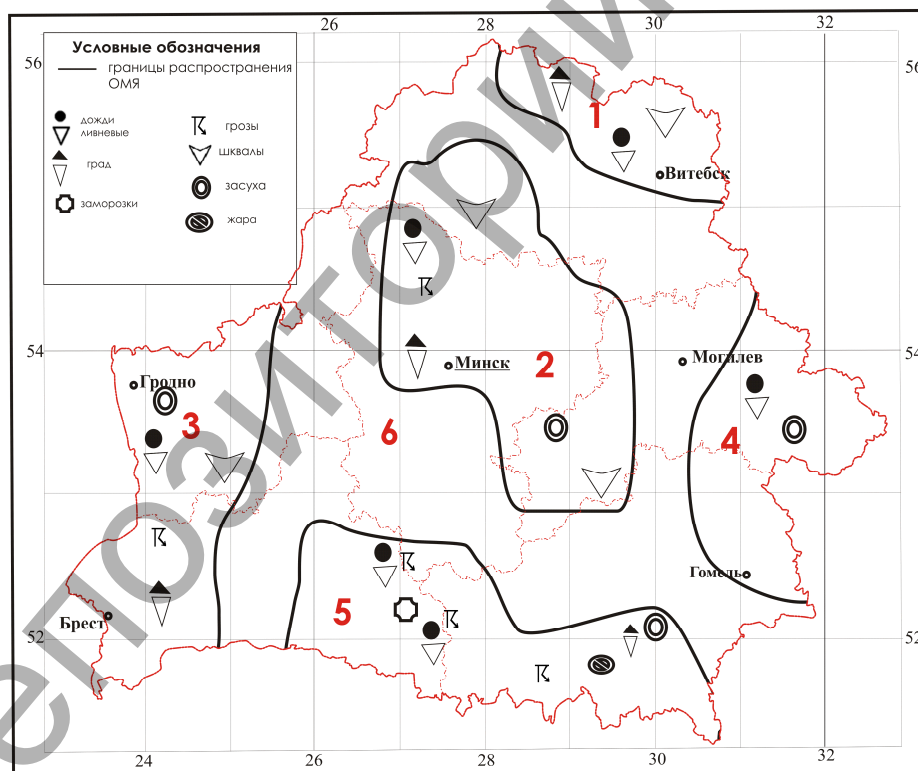 26 28 30 32
Условные обозначения
границы распространения
ОМЯ
дожди
ливневые
град
заморозки
грозы
шквалы
засуха
жара
56 56
1
Витебск
54 54
2
Минск
Могилев
Гродно
3
6
4
Гомель
5
Брест
52 52
24 26 28 30 32
епозитории